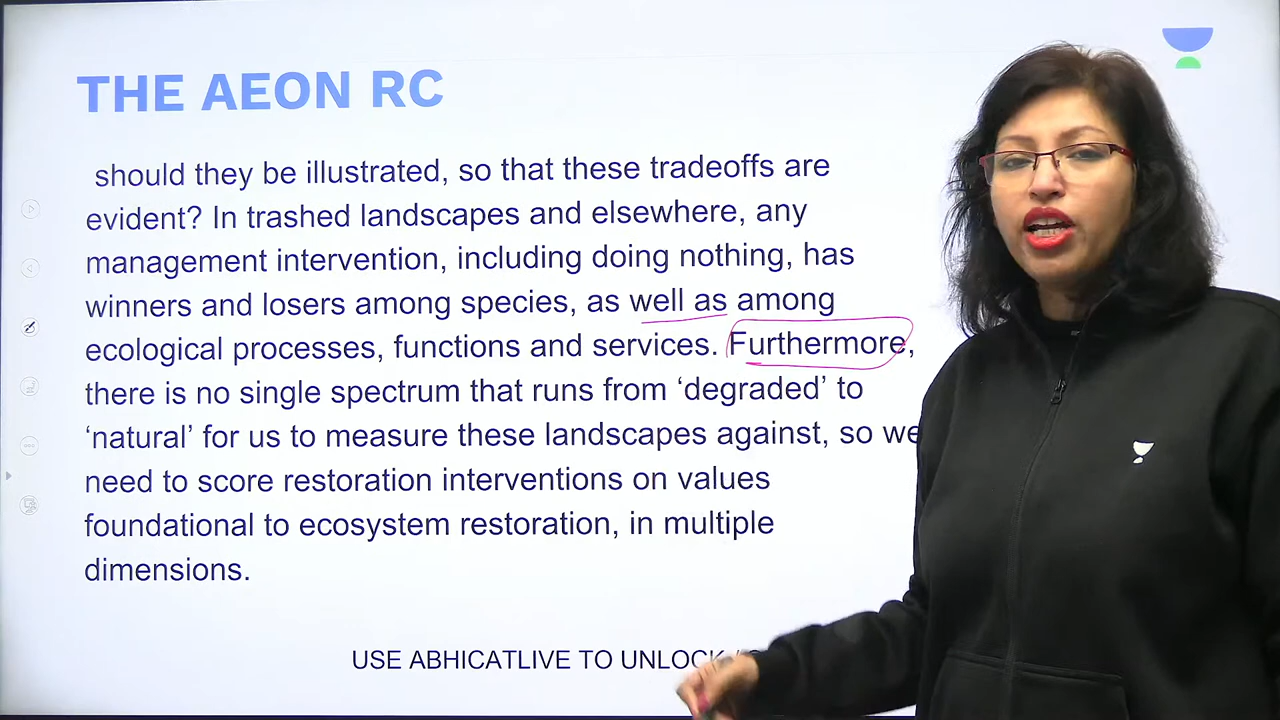 THE AEON RC
should they be illustrated, so that these tradeoffs are
evident? In trashed landscapes and elsewhere, any
management intervention, including doing nothing, has
winners and losers among species, as well as among
ecological processes, functions and services. Furthermore,
there is no single spectrum that runs from ‘degraded’ to
‘natural’ for us to measure these landscapes against, so we
need to score restoration interventions on values
foundational to ecosystem restoration, in multiple
dimensions.
USE ABHICATLIVE TO UNLOCK